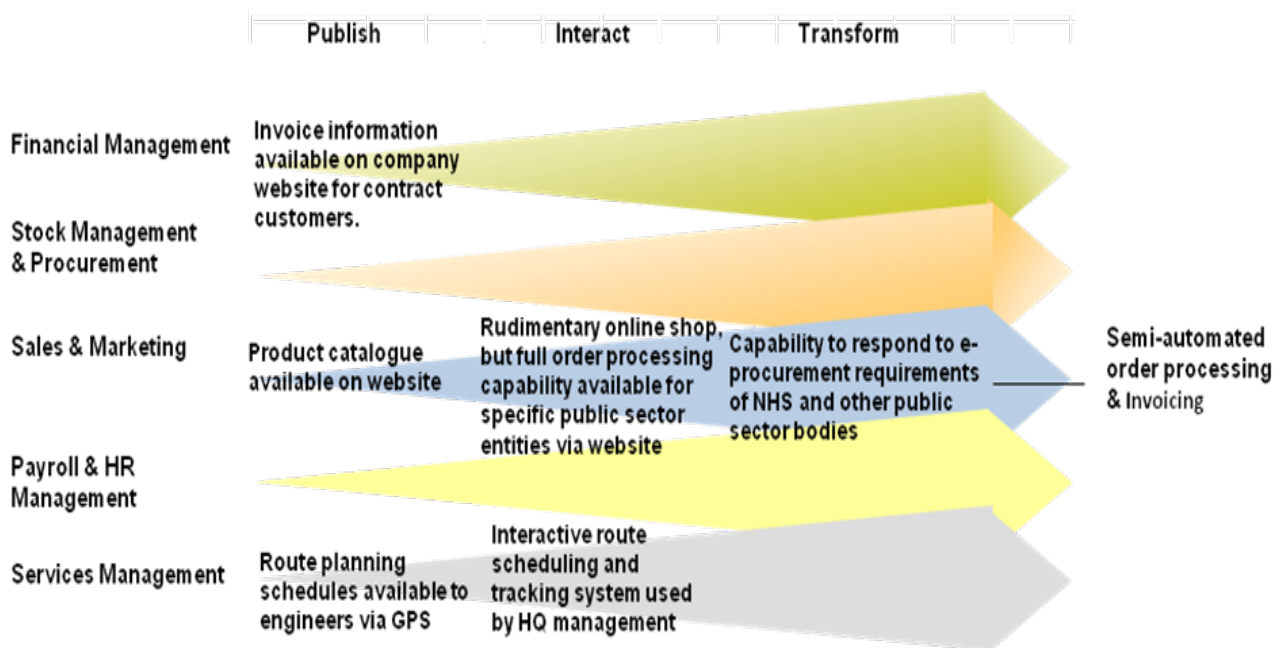 Publish Interact Transform
Financial Management
Invoice information
available on company
website for contract
customers.
Stock Management
& Procurement
Sales & Marketing
Product catalogue
available on website
Rudimentary online shop,
but full order processing
capability available for
specific public sector
entities via website
Capability to respond to e-
procurement requirements
of NHS and other public
sector bodies
Semi-automated
order processing
& Invoicing
Payroll & HR
Management
Services Management
Route planning
schedules available to
engineers via GPS
Interactive route
scheduling and
tracking system used
by HQ management